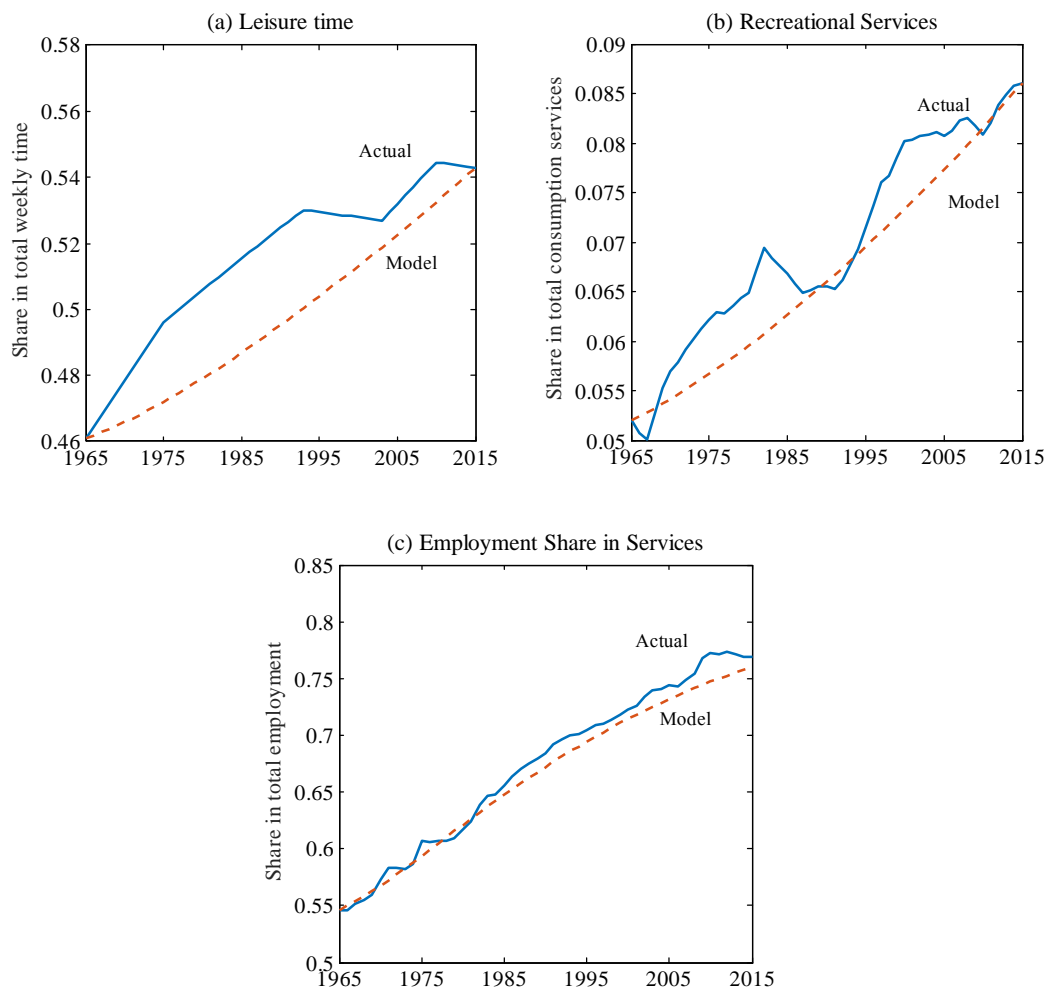 (a) Leisure time
Share in total weekly time
0.58
0.56
0.54
0.52
0.5
0.48
0.46
Actual
Model
1965 1975 1985 1995 2005 2015
(b) Recreational Services
Share in total consumption services
0.09
0.085
0.08
0.075
0.07
0.065
0.06
0.055
0.05
Actual
Model
1965 1975 1985 1995 2005 2015
(c) Employment Share in Services
Share in total employment
0.85
0.8
0.75
0.7
0.65
0.6
0.55
0.5
Actual
Model
1965 1975 1985 1995 2005 2015